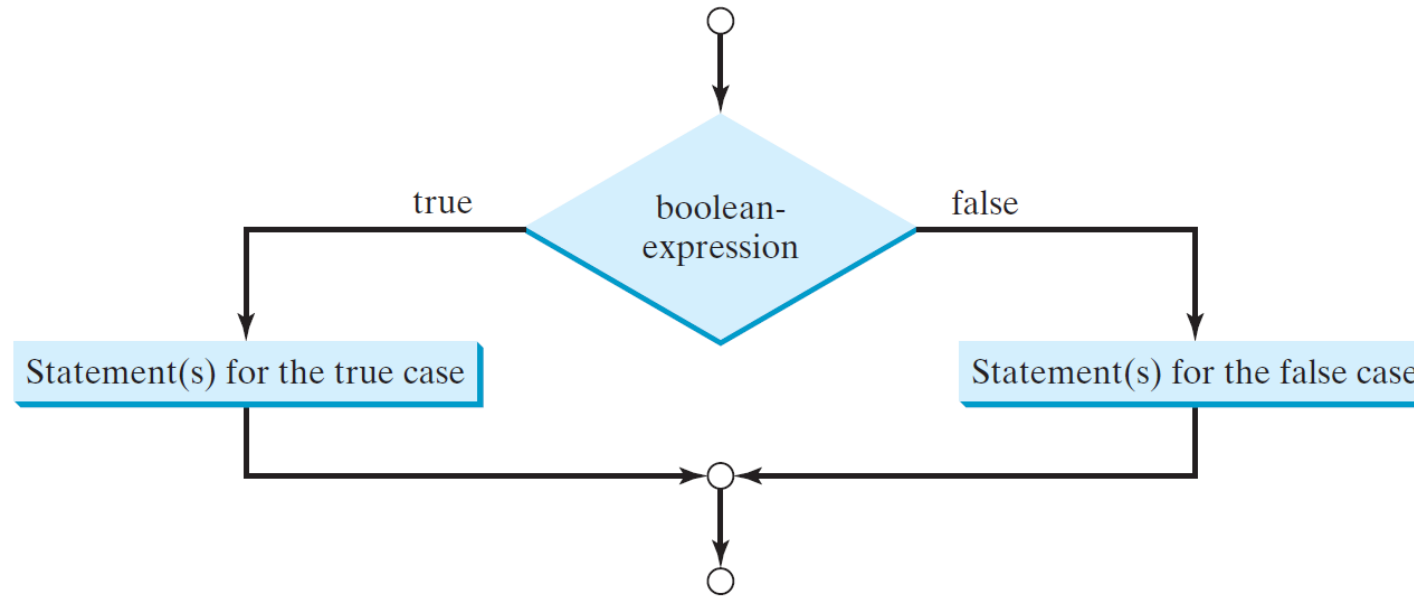 true
boolean-
expression
false
Statement(s) for the true case
Statement(s) for the false case